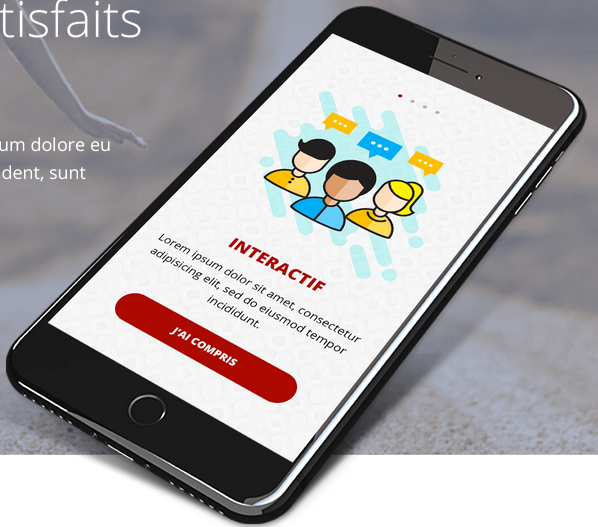 tisfaits
um dolore eu
dent, sunt
INTERACTIF
Lorem ipsum dolor sit amet, consectetur
adipisicing elit, sed do eiusmod tempor
incididunt.
J'AI COMPRIS